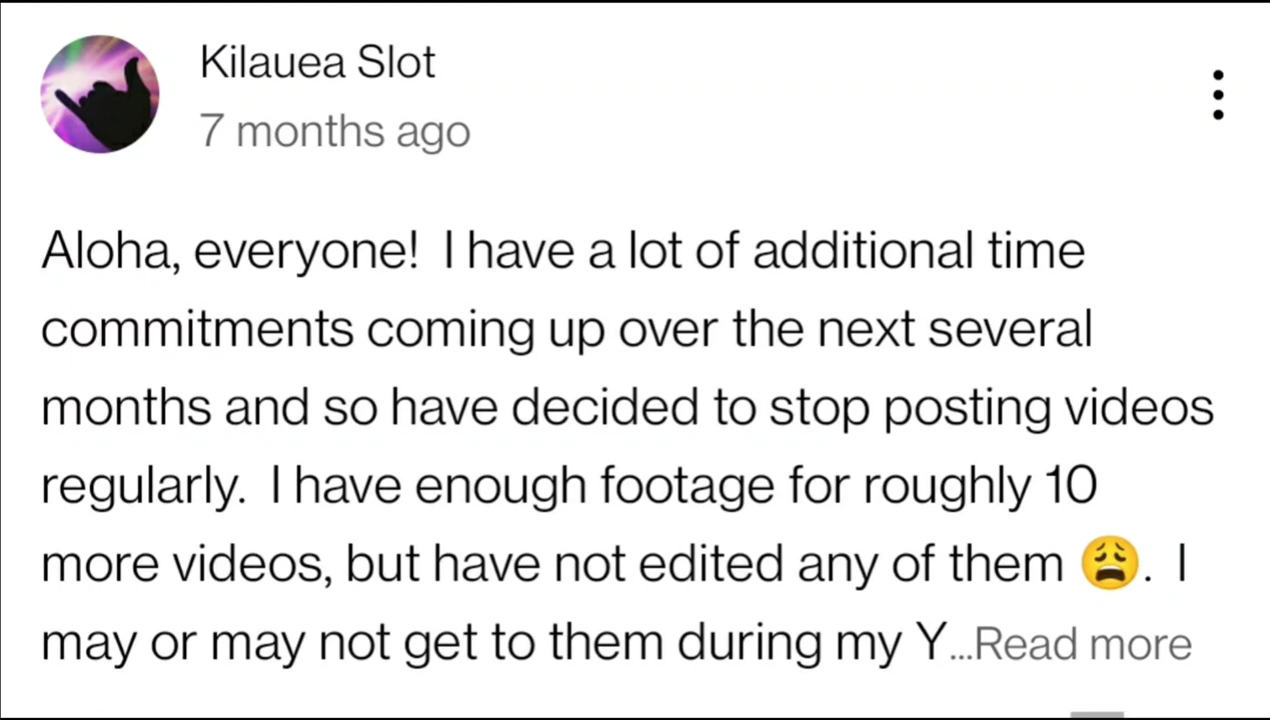 Kilauea Slot
7 months ago
Aloha, everyone!  I have a lot of additional time
commitments coming up over the next several
months and so have decided to stop posting videos
regularly.  I have enough footage for roughly 10
more videos, but have not edited any of them 😩.  I
may or may not get to them during my Y...Read more